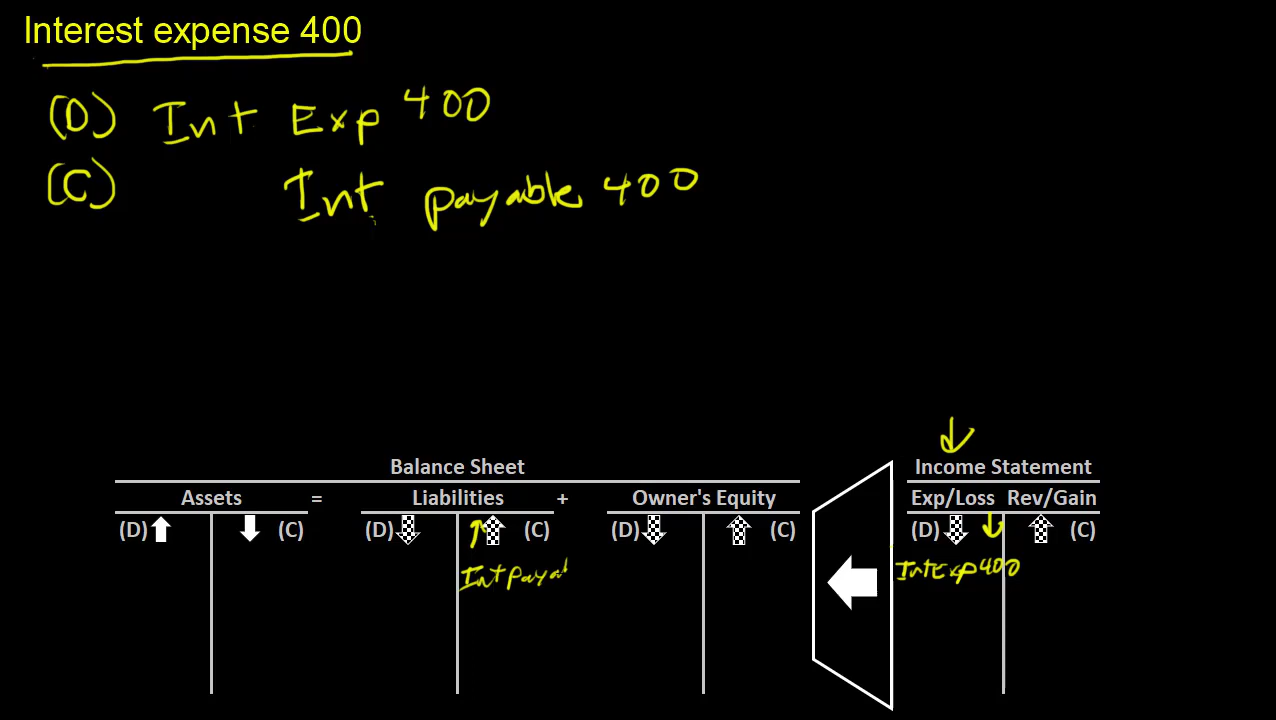 Interest expense 400
(D) Int Exp 400
(C) Int payable 400
Balance Sheet
Income Statement
Assets = Liabilities + Owner's Equity
Exp/Loss Rev/Gain
(D) (C) (D) (C) (D) (C) (D) (C)
Int Payab
Int Exp 400